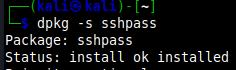 ┌──(kali㉿kali)-[~]
└─$ dpkg -s sshpass
Package: sshpass
Status: install ok installed